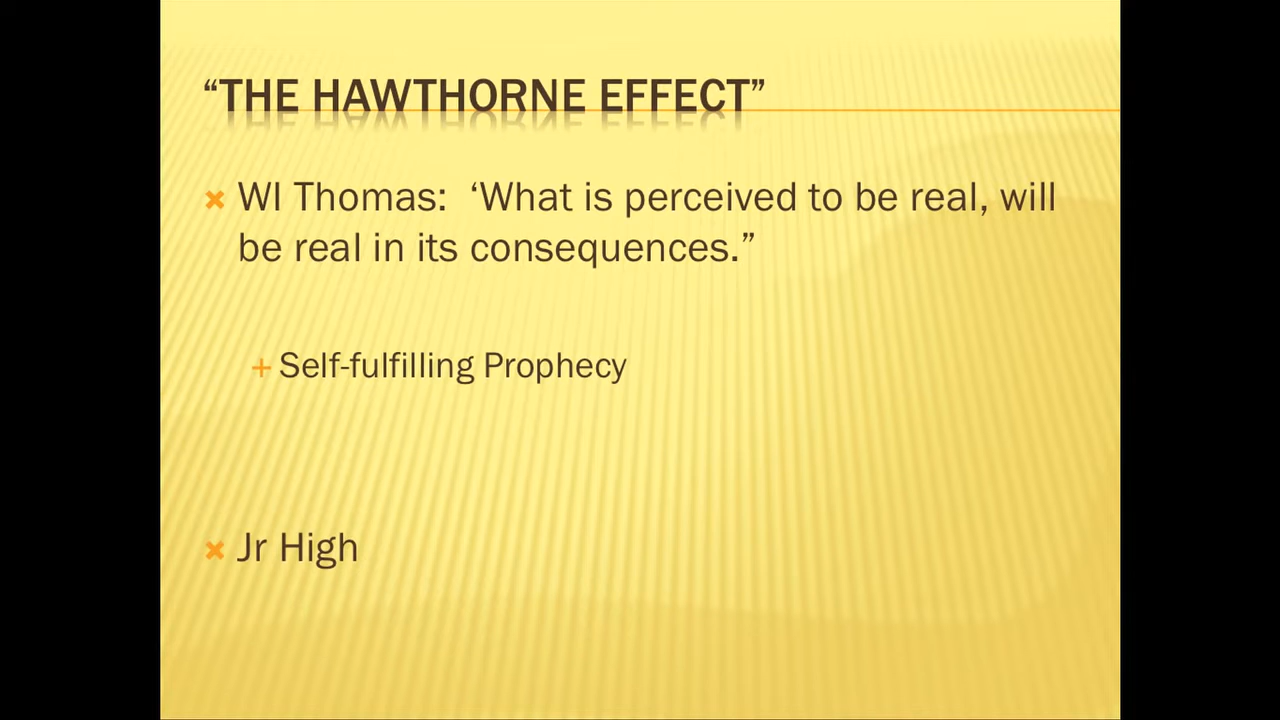 “THE HAWTHORNE EFFECT”
WI Thomas:  ‘What is perceived to be real, will
be real in its consequences.”
Self-fulfilling Prophecy
Jr High